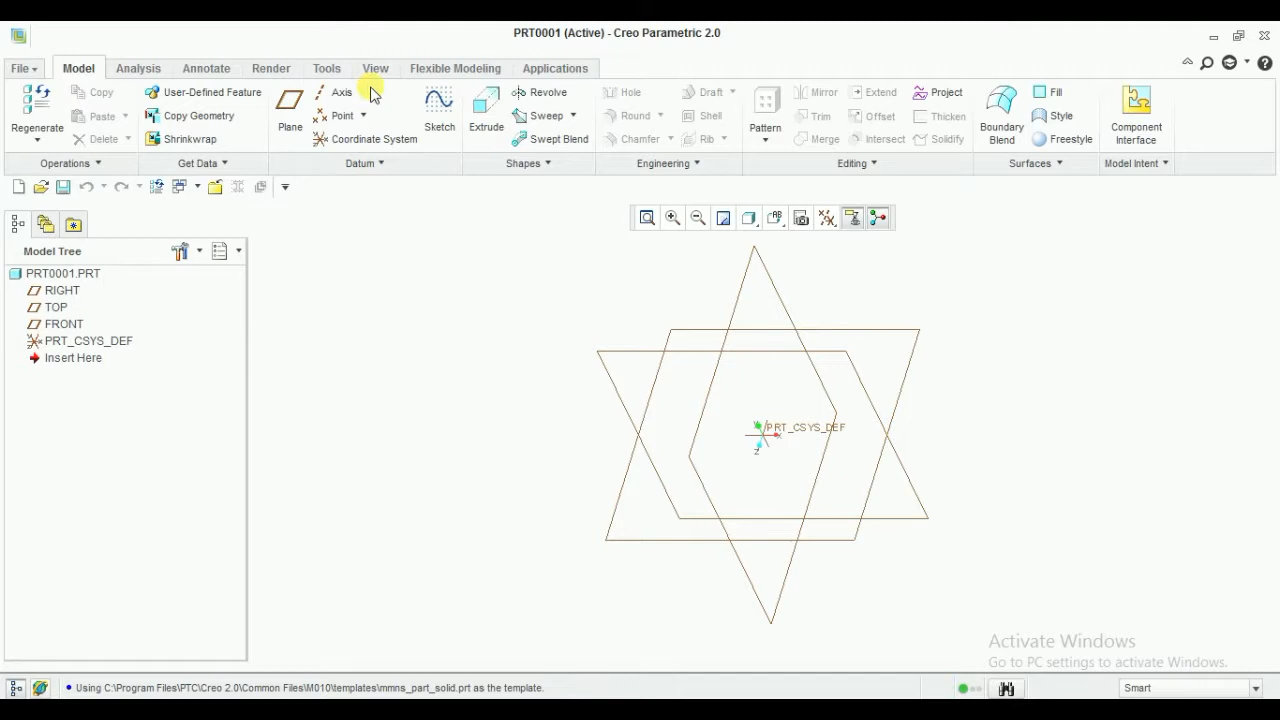 PRT0001 (Active) - Creo Parametric 2.0
File Model Analysis Annotate Render Tools View Flexible Modeling Applications
Regenerate
Copy
Paste
Delete
Operations
User-Defined Feature
Copy Geometry
Shrinkwrap
Get Data
Plane
Axis
Point
Coordinate System
Sketch
Datum
Extrude
Revolve
Sweep
Swept Blend
Shapes
Hole
Round
Chamfer
Draft
Shell
Rib
Engineering
Pattern
Mirror
Trim
Merge
Extend
Offset
Intersect
Project
Thicken
Solidify
Editing
Boundary
Blend
Fill
Style
Freestyle
Surfaces
Component
Interface
Model Intent
Model Tree
PRT0001.PRT
RIGHT
TOP
FRONT
PRT_CSYS_DEF
Insert Here
PRT_CSYS_DEF
Y
X
Z
Activate Windows
Go to PC settings to activate Windows.
• Using C:\Program Files\PTC\Creo 2.0\Common Files\M010\templates\mmns_part_solid.prt as the template.
Smart